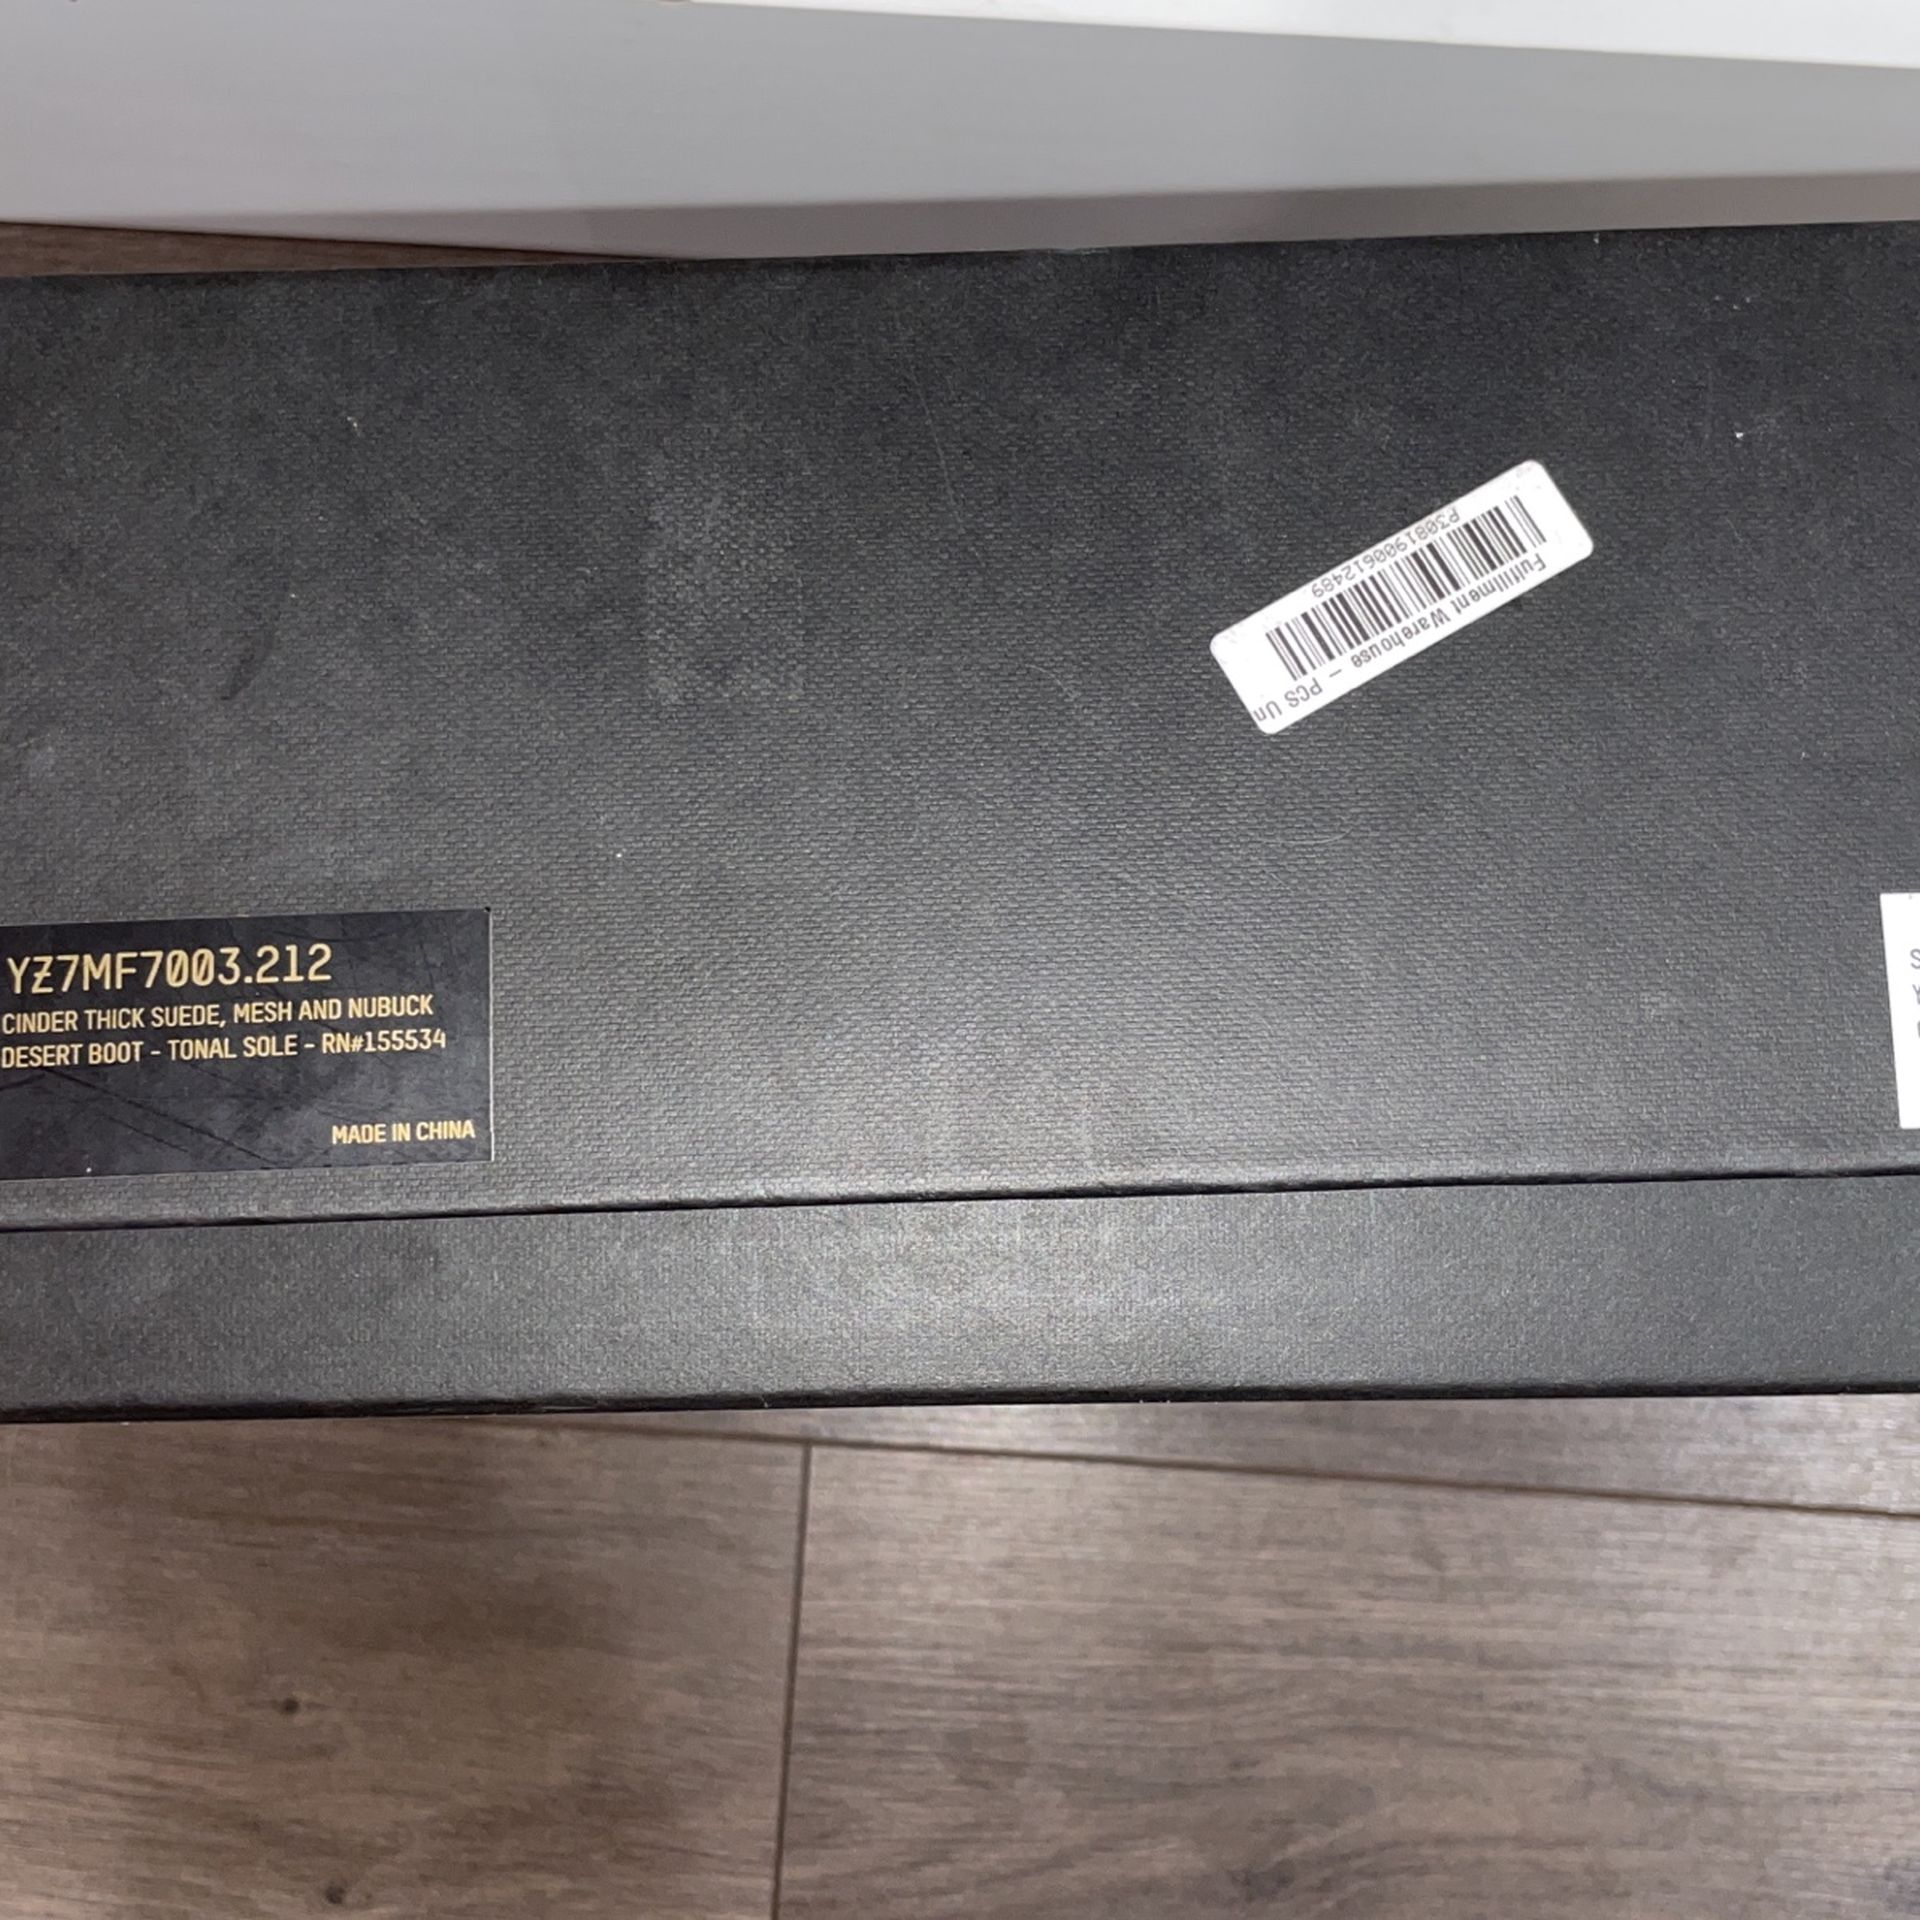 YZ7MF7003.212
CINDER THICK SUEDE, MESH AND NUBUCK
DESERT BOOT - TONAL SOLE - RN#155534
MADE IN CHINA
Fulfillment Warehouse - PCS Un
P3081900612489
S
Y